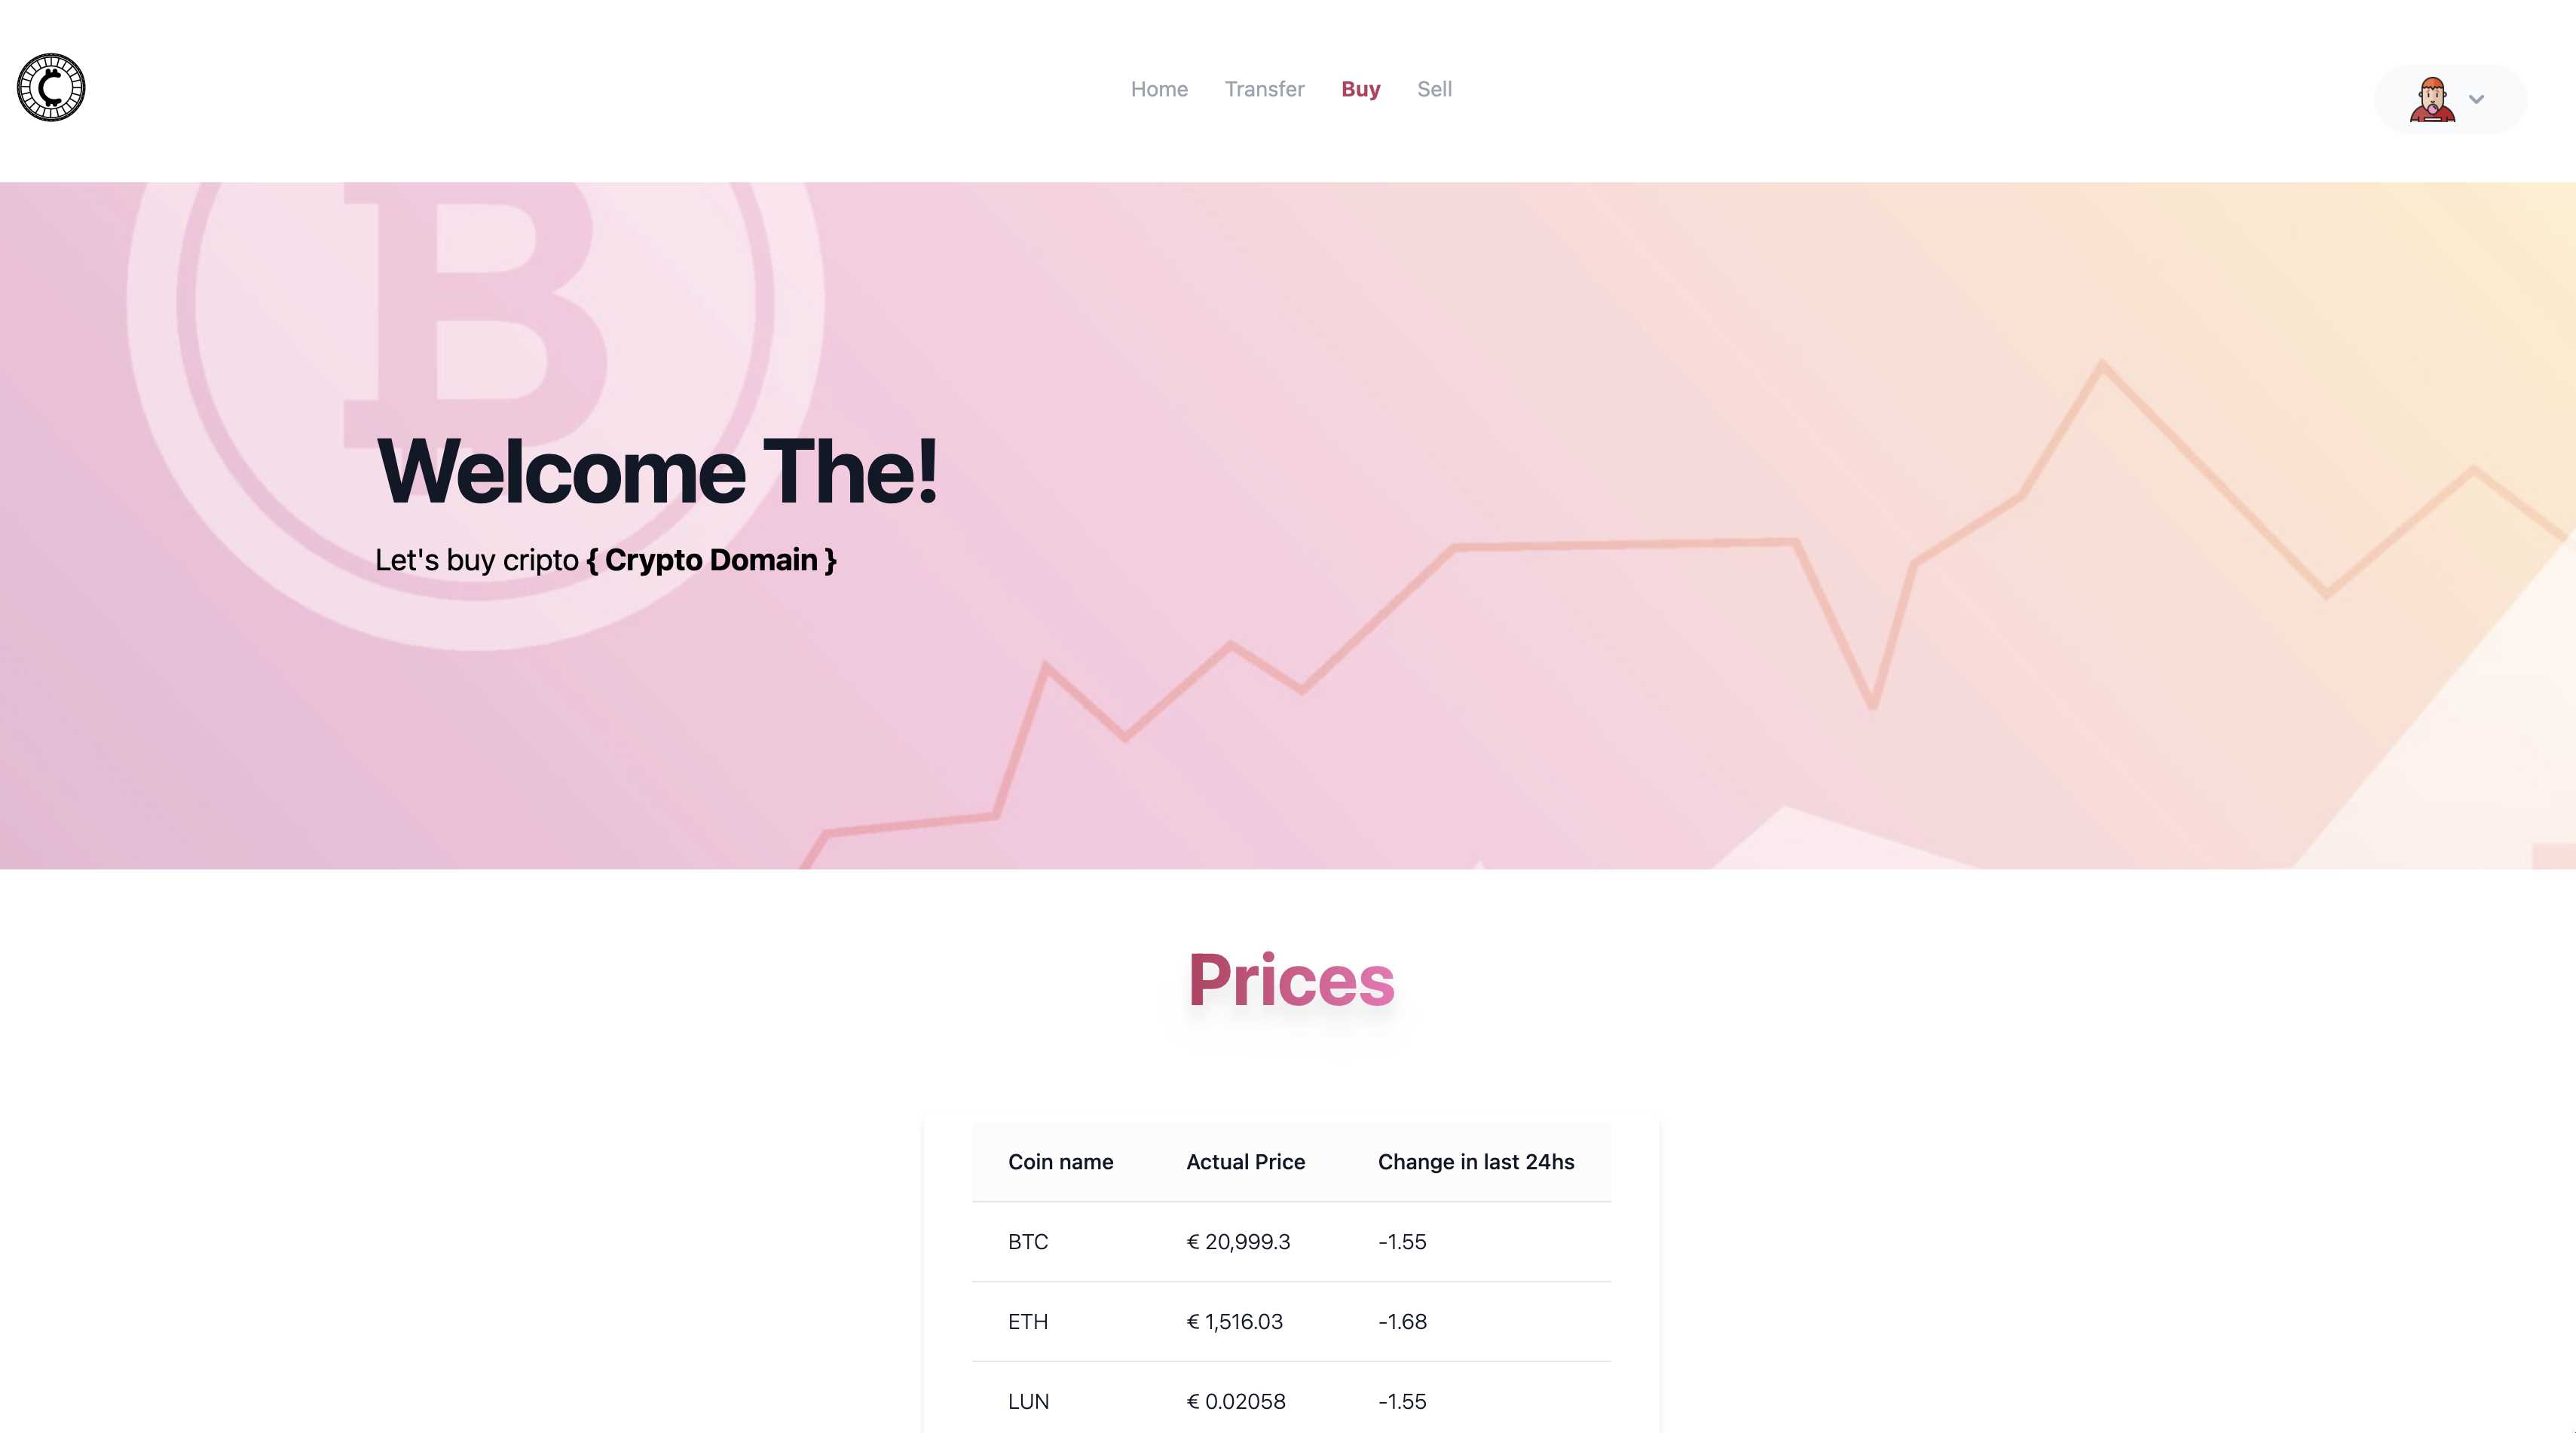 Home Transfer Buy Sell
Welcome The!
Let's buy cripto { Crypto Domain }
Prices
Coin name Actual Price Change in last 24hs
BTC € 20,999.3 -1.55
ETH € 1,516.03 -1.68
LUN € 0.02058 -1.55